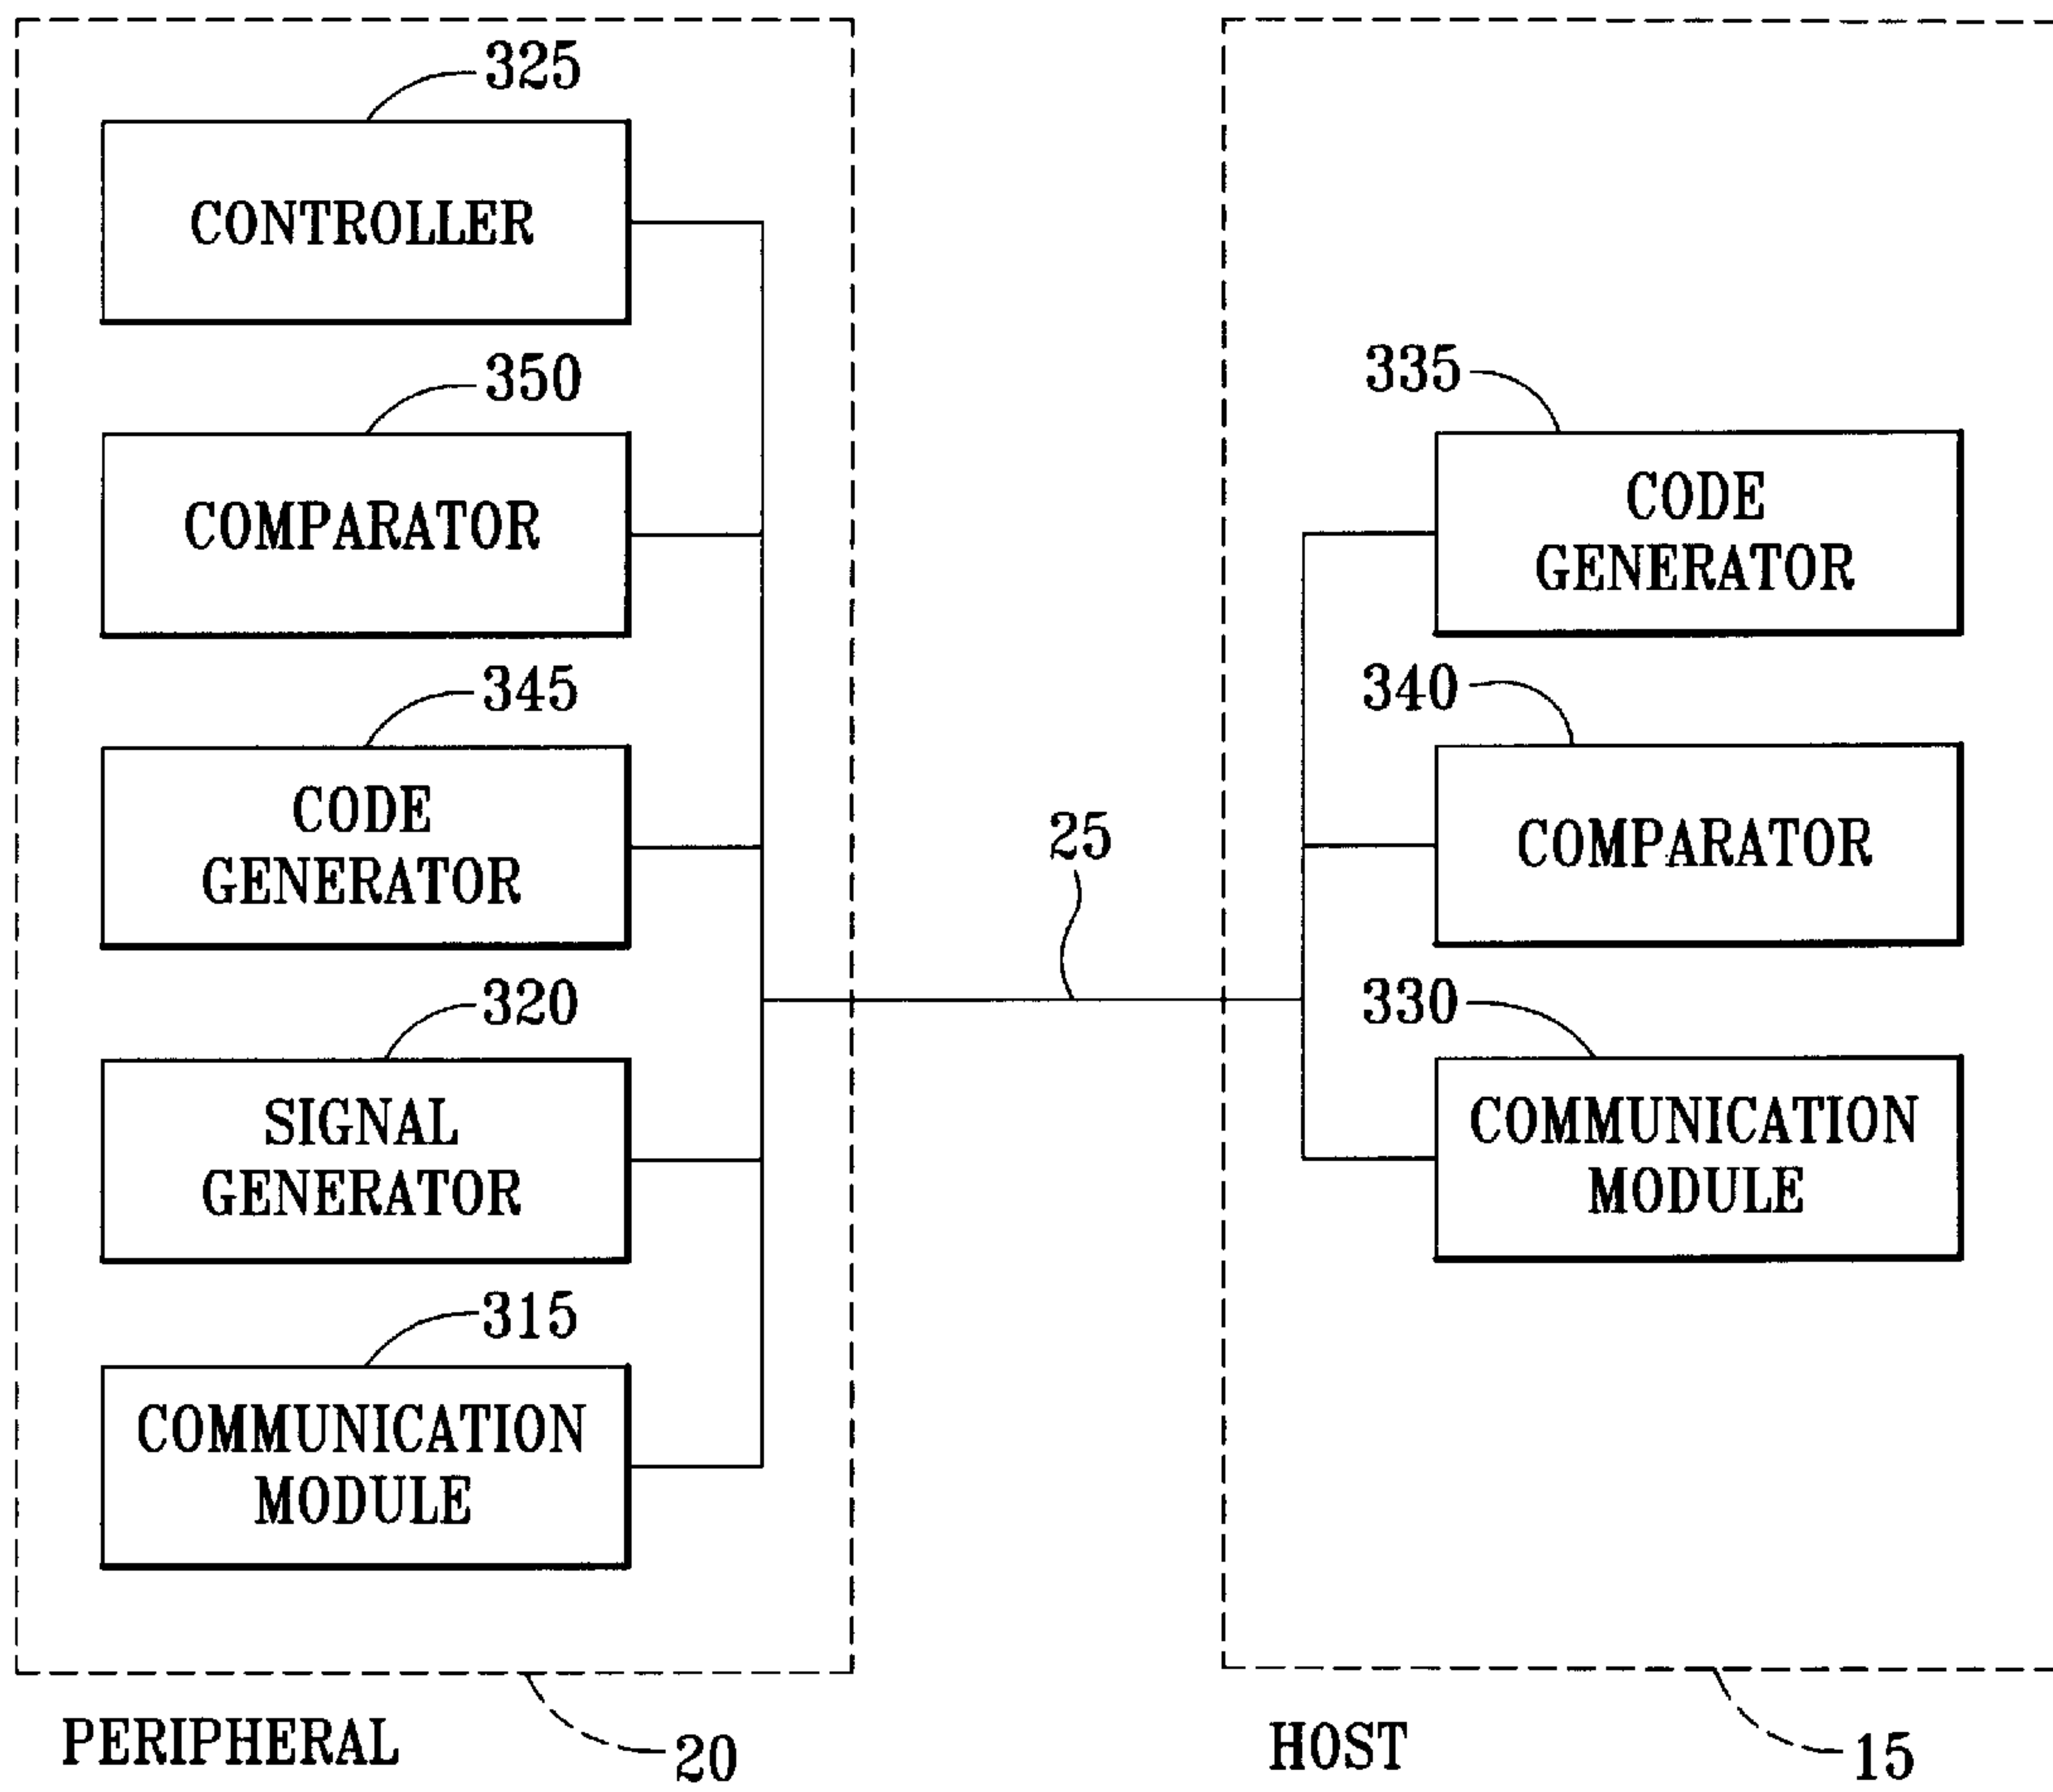 325
CONTROLLER
350
COMPARATOR
345
CODE
GENERATOR
320
SIGNAL
GENERATOR
315
COMMUNICATION
MODULE
PERIPHERAL
20
25
335
CODE
GENERATOR
340
COMPARATOR
330
COMMUNICATION
MODULE
HOST
15